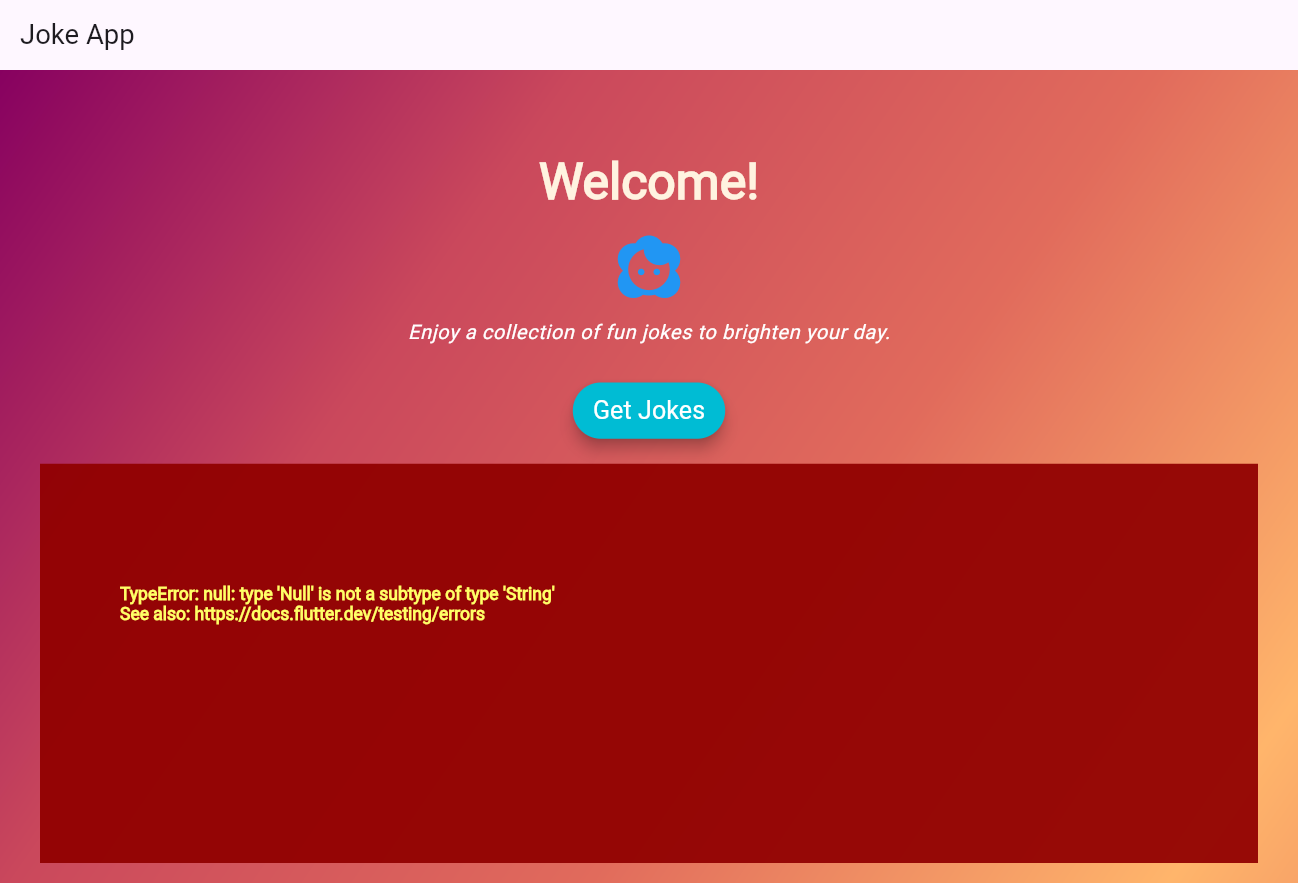 Joke App
Welcome!
Enjoy a collection of fun jokes to brighten your day.
Get Jokes
TypeError: null: type 'Null' is not a subtype of type 'String'
See also: https://docs.flutter.dev/testing/errors